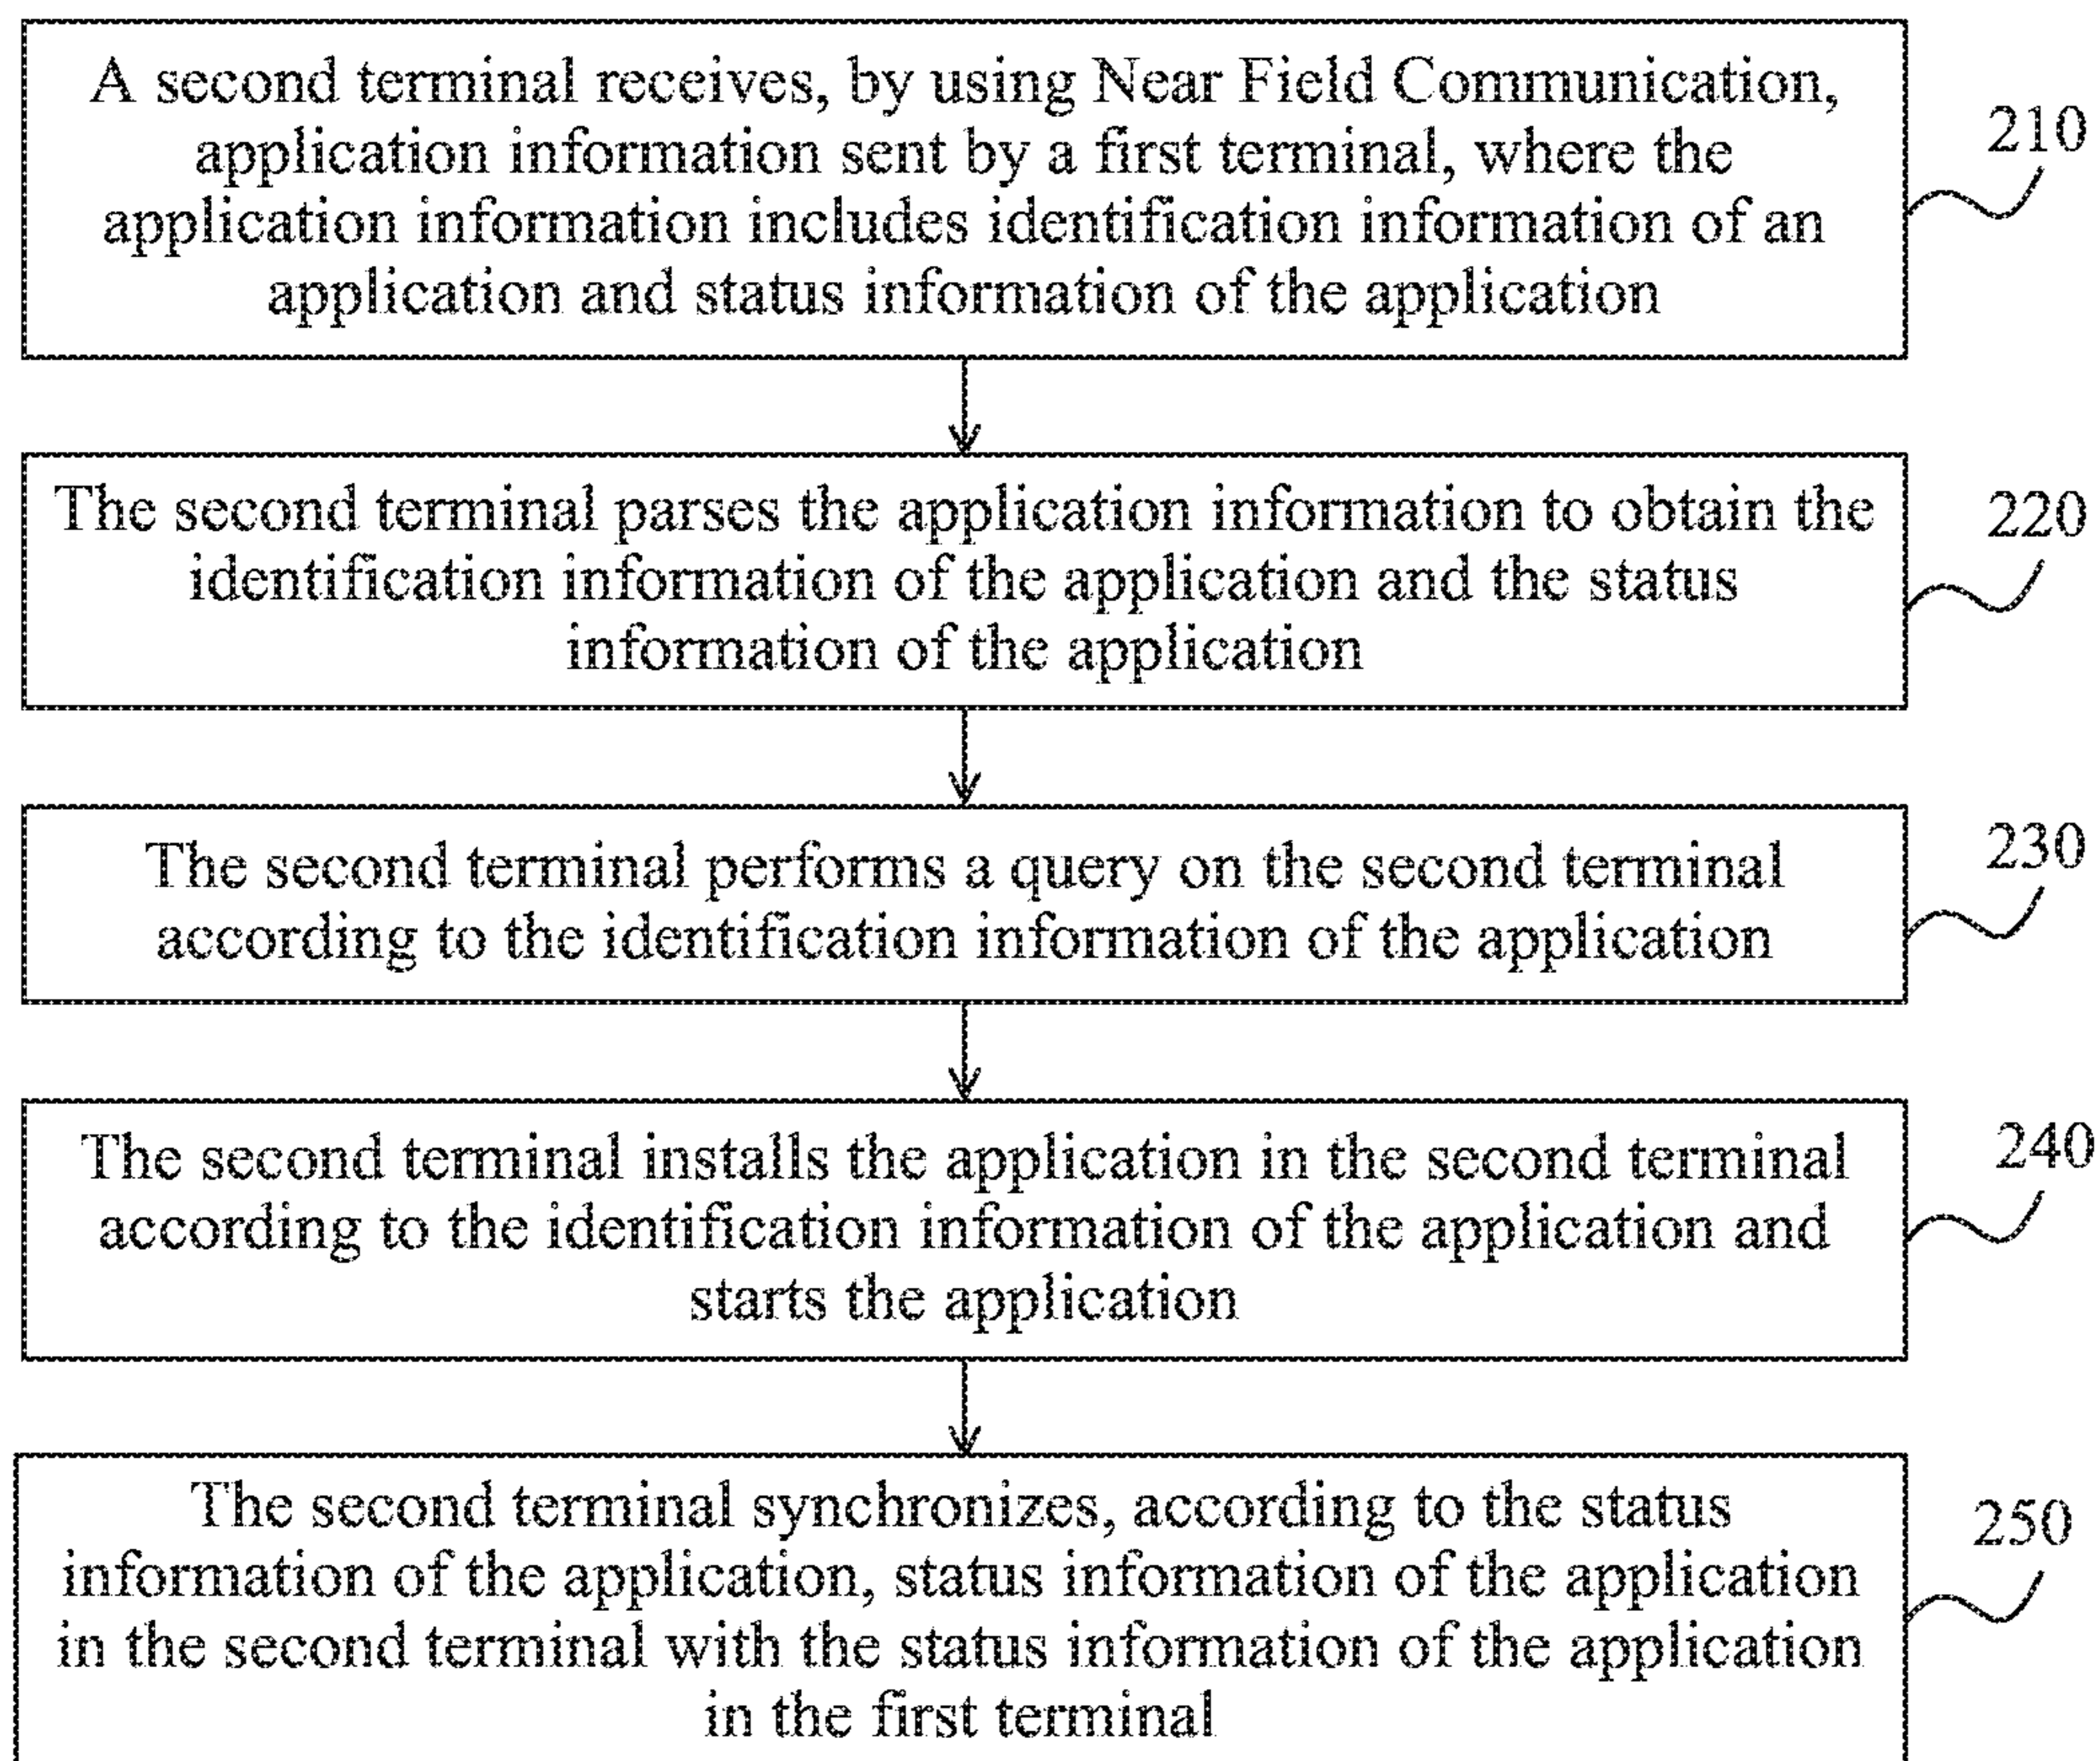 A second terminal receives, by using Near Field Communication,
application information sent by a first terminal, where the
application information includes identification information of an
application and status information of the application
210
The second terminal parses the application information to obtain the
identification information of the application and the status
information of the application
220
The second terminal performs a query on the second terminal
according to the identification information of the application
230
The second terminal installs the application in the second terminal
according to the identification information of the application and
starts the application
240
The second terminal synchronizes, according to the status
information of the application, status information of the application
in the second terminal with the status information of the application
in the first terminal
250